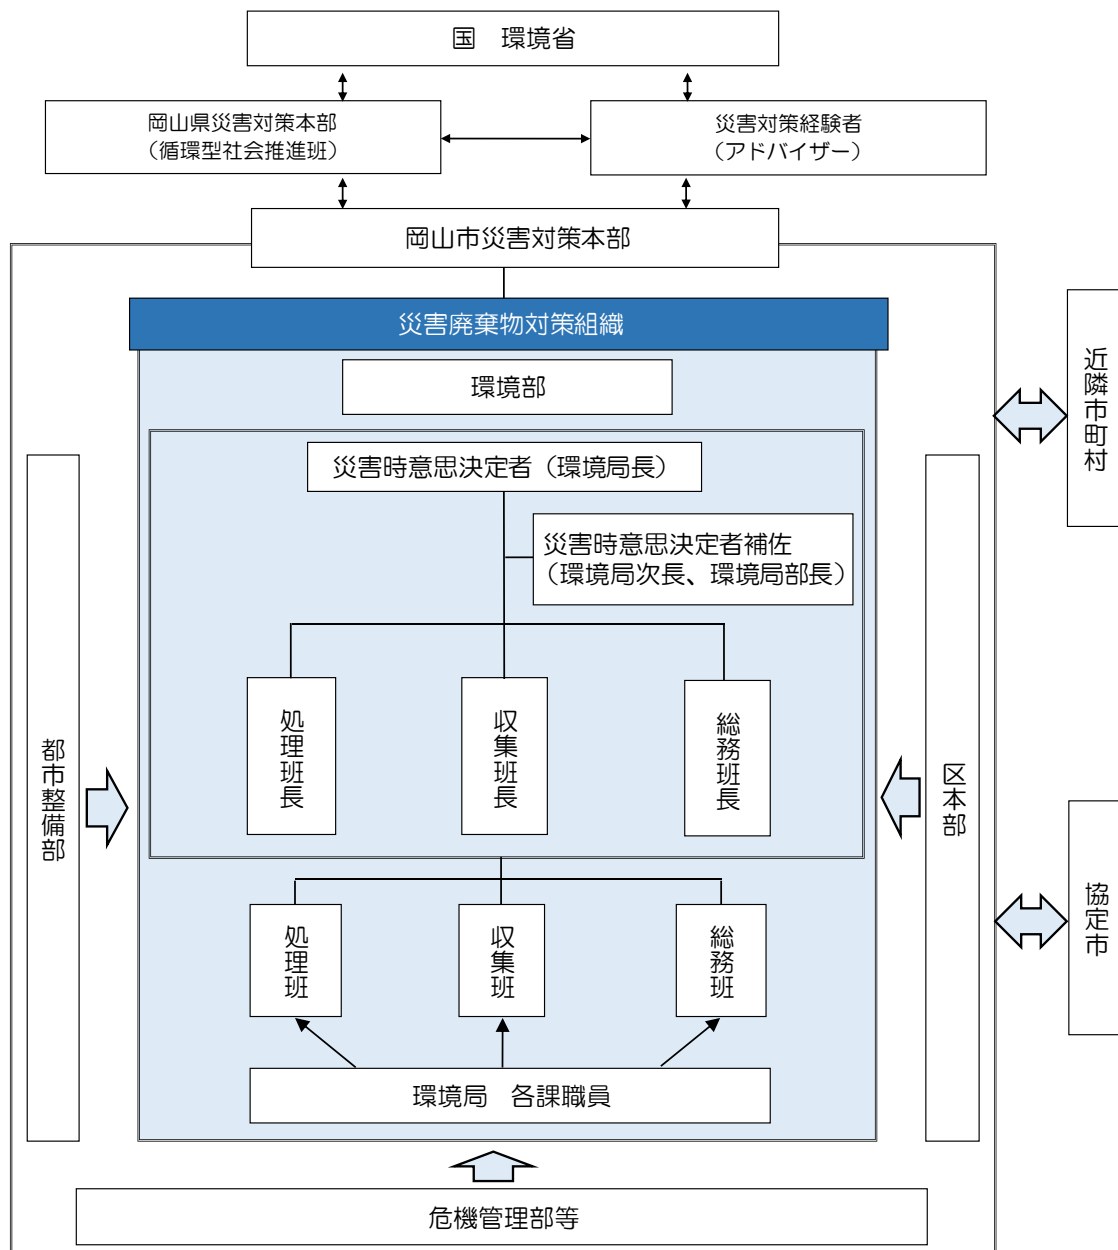 国　環境省
岡山県災害対策本部
（循環型社会推進班）
災害対策経験者
（アドバイザー）
岡山市災害対策本部
災害廃棄物対策組織
環境部
災害時意思決定者（環境局長）
災害時意思決定者補佐
（環境局次長、環境局部長）
処理班長
収集班長
総務班長
処理班
収集班
総務班
環境局　各課職員
都市整備部
区本部
近隣市町村
協定市
危機管理部等